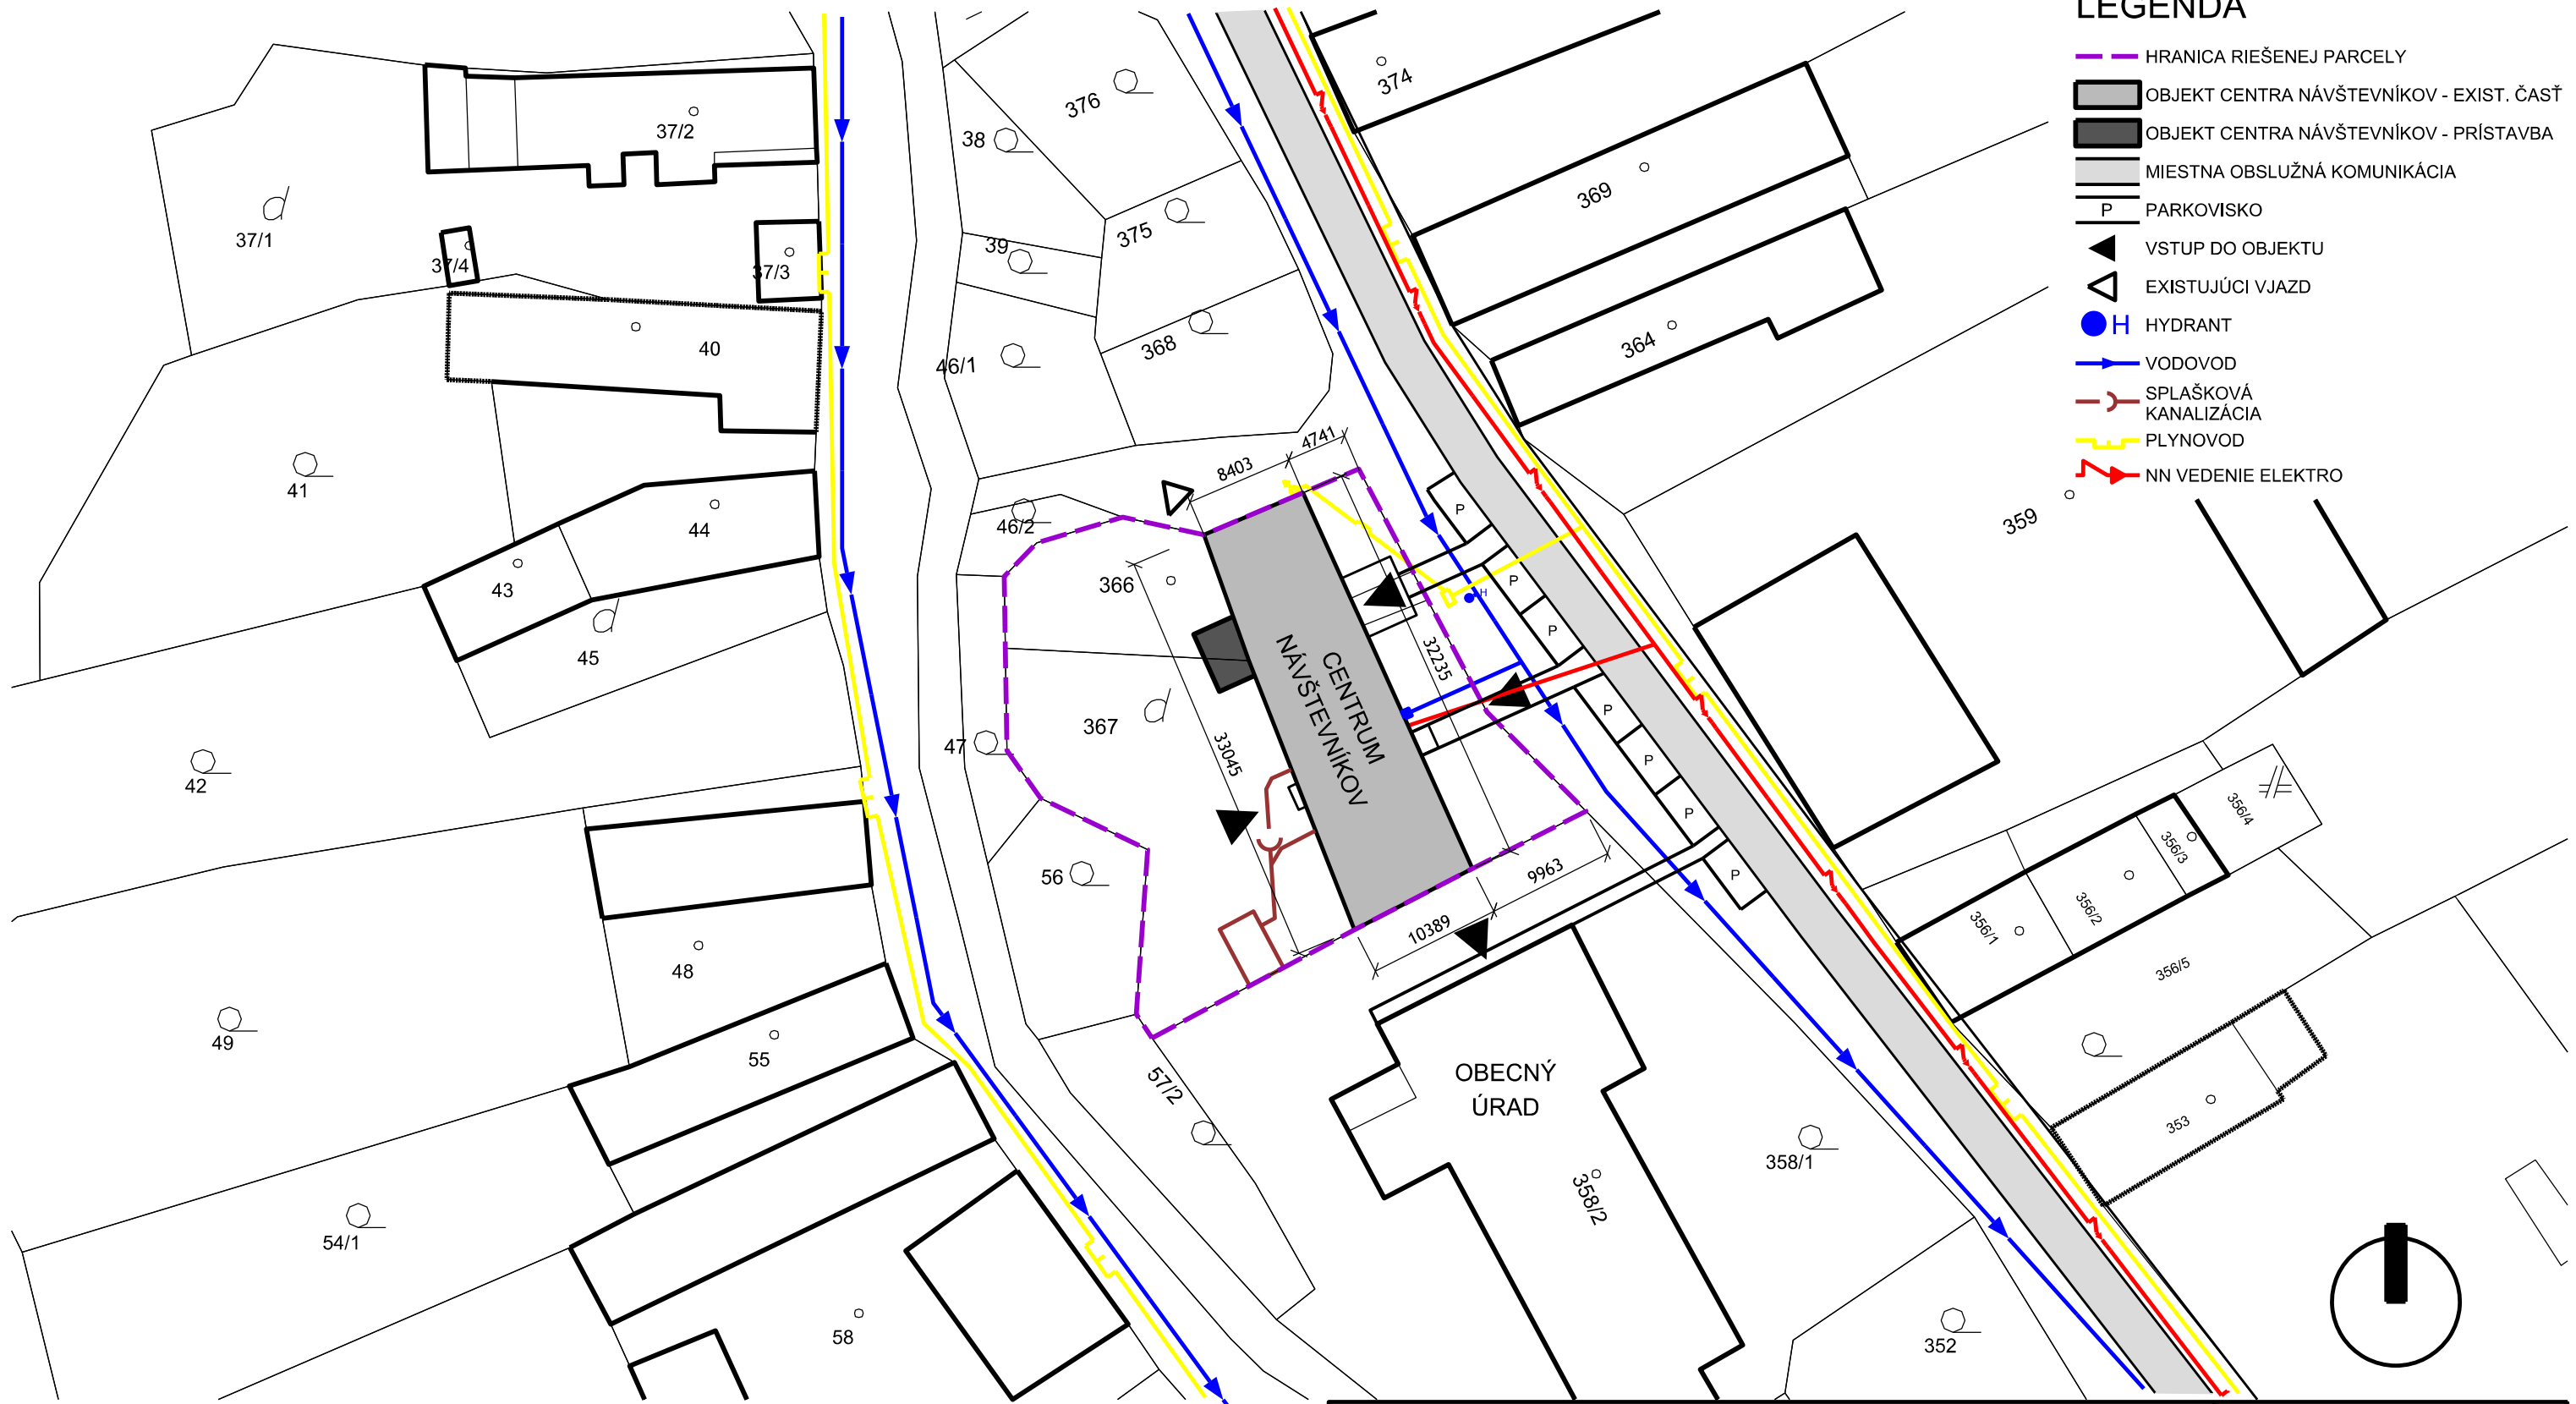 LEGENDA
HRANICA RIEŠENEJ PARCELY
OBJEKT CENTRA NÁVŠTEVNÍKOV - EXIST. ČASŤ
OBJEKT CENTRA NÁVŠTEVNÍKOV - PRÍSTAVBA
MIESTNA OBSLUŽNÁ KOMUNIKÁCIA
P PARKOVISKO
VSTUP DO OBJEKTU
EXISTUJÚCI VJAZD
H HYDRANT
VODOVOD
SPLAŠKOVÁ
KANALIZÁCIA
PLYNOVOD
NN VEDENIE ELEKTRO
37/2
37/1
37/4
37/3
40
41
44
43
45
42
48
49
55
54/1
58
38
376
39
375
46/1
368
46/2
366
367
47
56
57/2
374
369
364
359
8403
4741
32235
33045
9963
10389
CENTRUM
NÁVŠTEVNÍKOV
H
P
P
P
P
P
P
P
OBECNÝ
ÚRAD
358/2
358/1
352
356/1
356/2
356/3
356/4
356/5
353